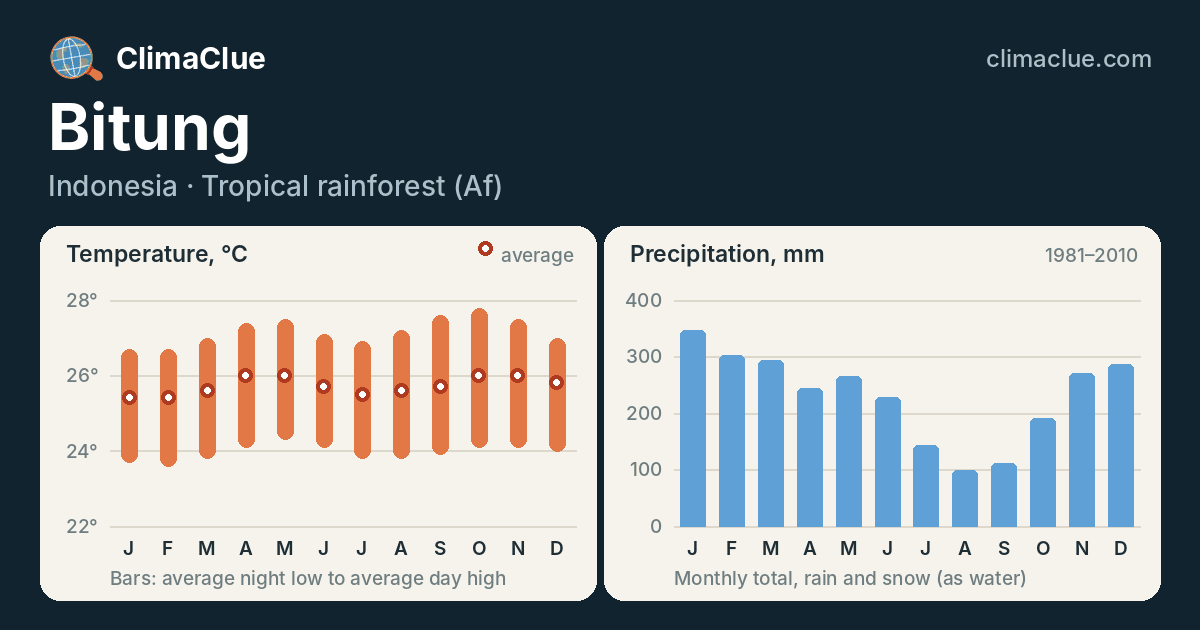 ClimaClue
climaclue.com
Bitung
Indonesia · Tropical rainforest (Af)
Temperature, °C
average
28°
26°
24°
22°
J F M A M J J A S O N D
Bars: average night low to average day high
Precipitation, mm
1981–2010
400
300
200
100
0
J F M A M J J A S O N D
Monthly total, rain and snow (as water)